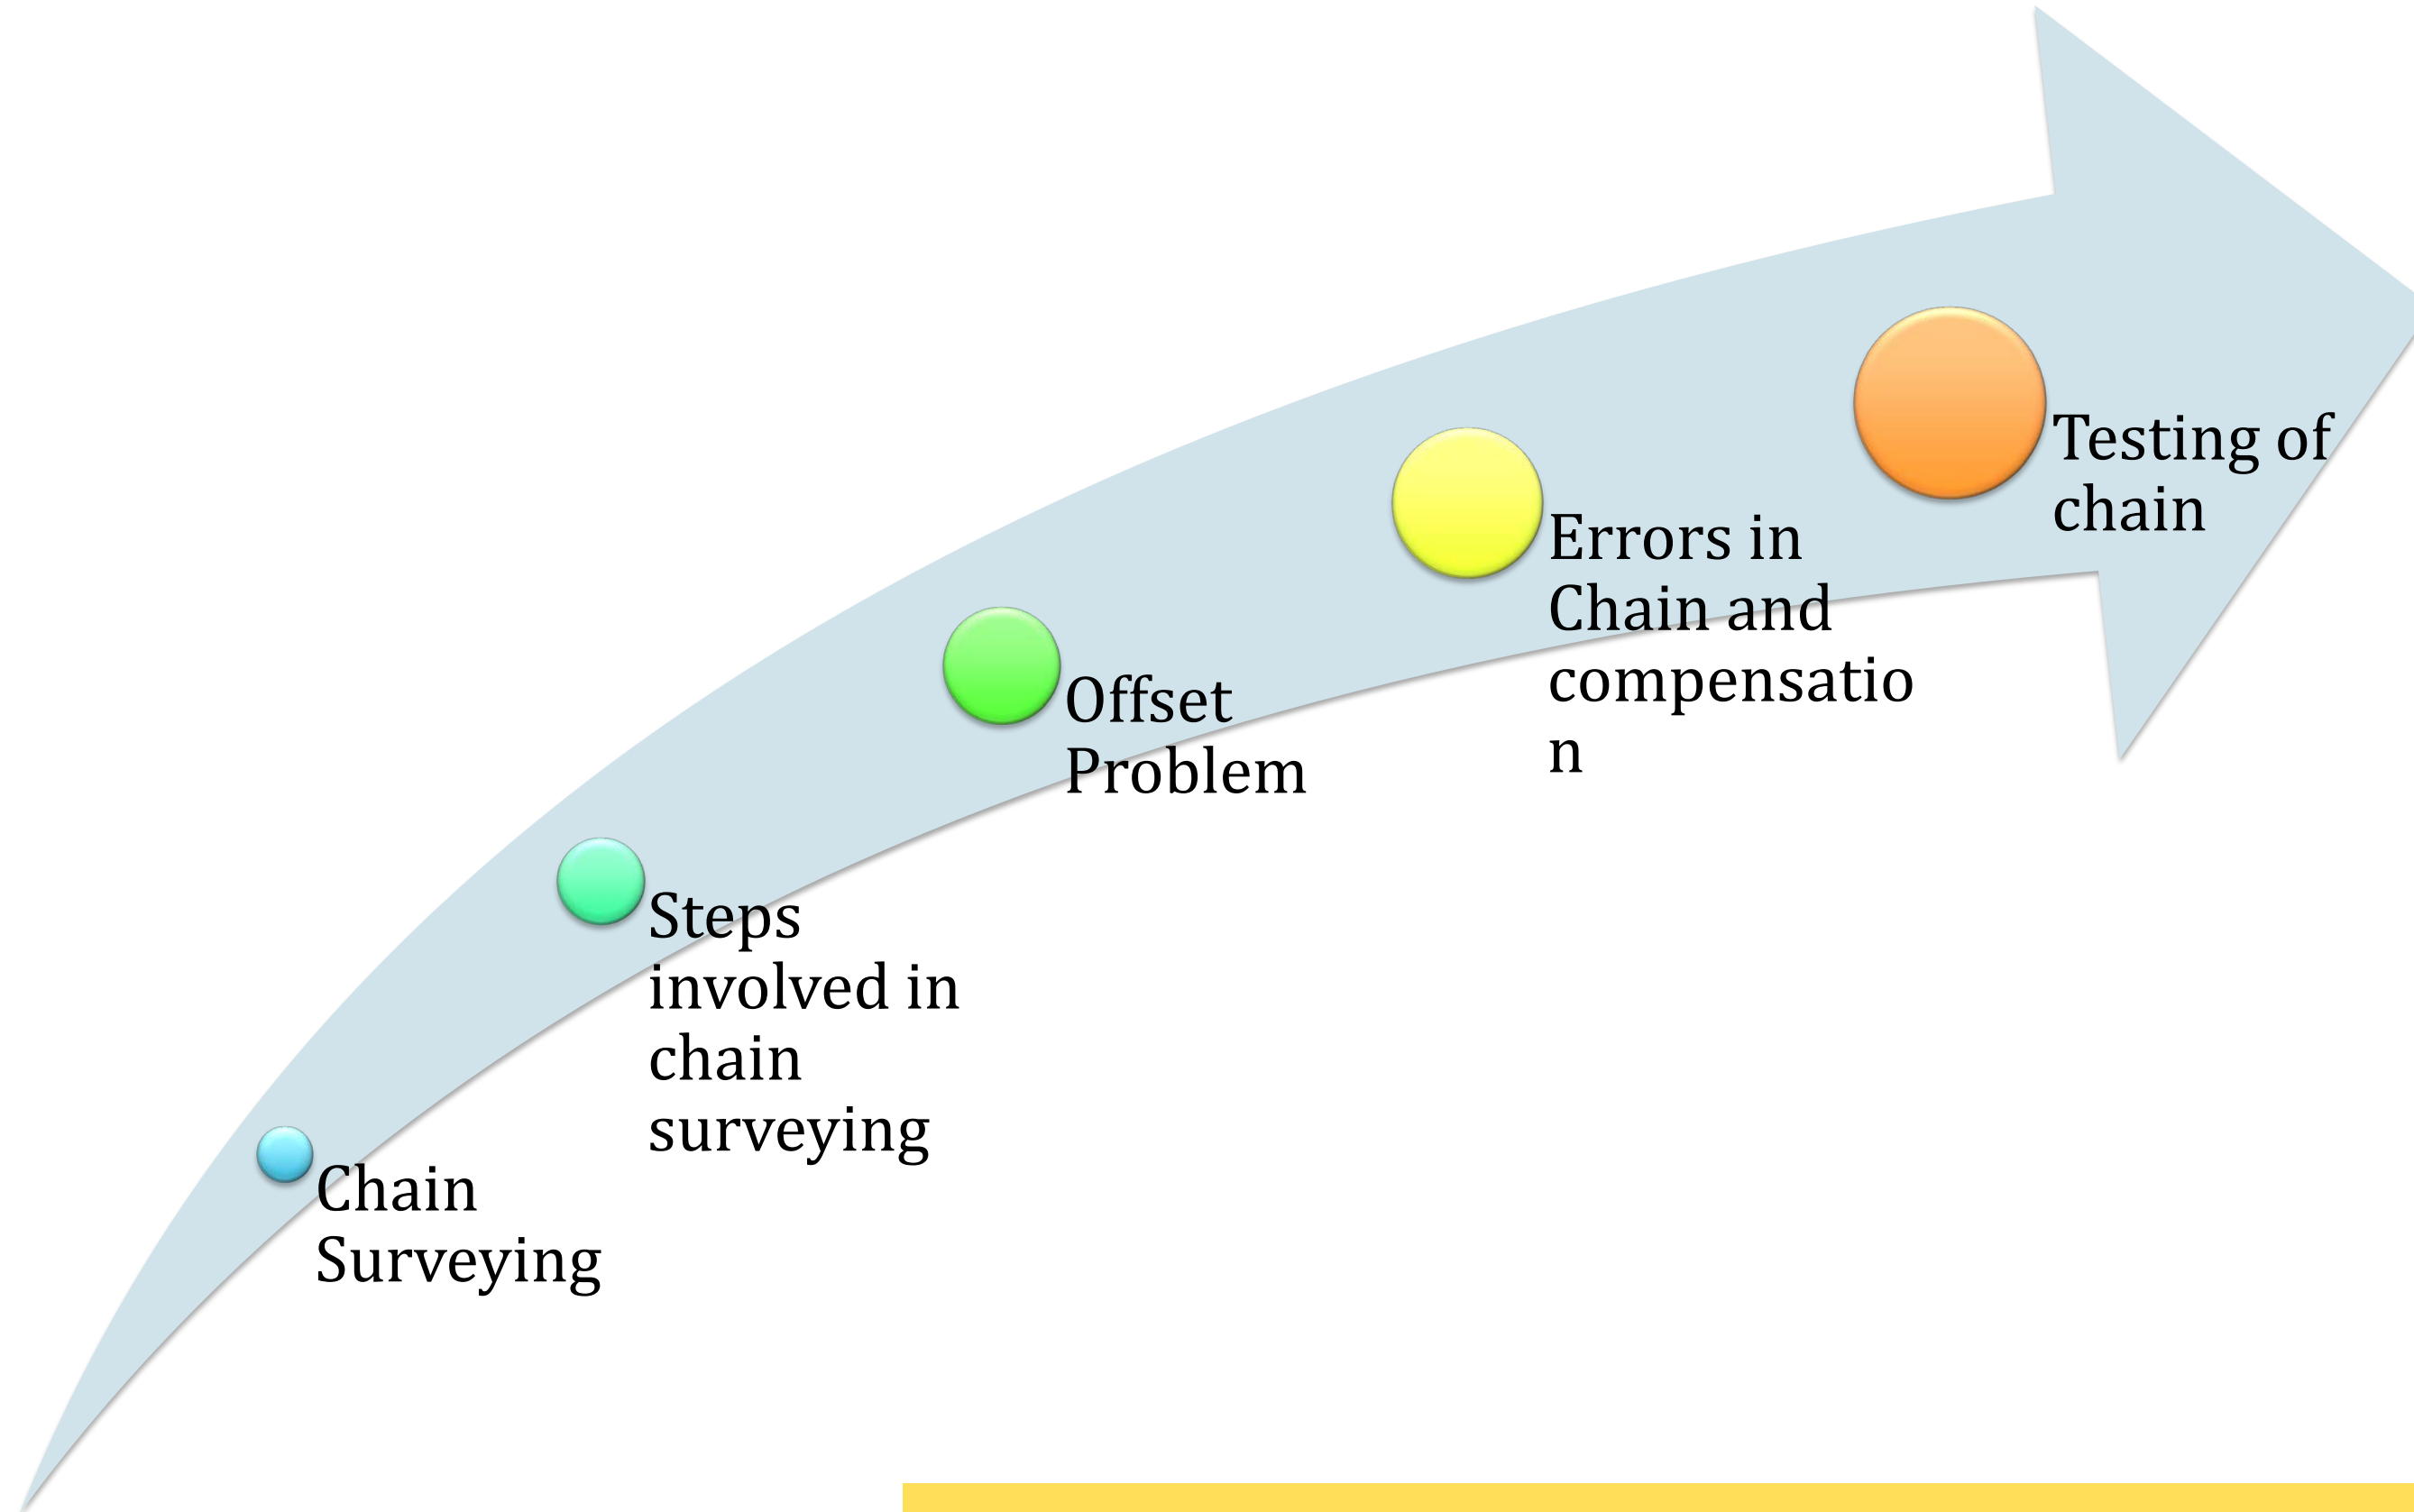 Chain
Surveying
Steps
involved in
chain
surveying
Offset
Problem
Errors in
Chain and
compensatio
n
Testing of
chain